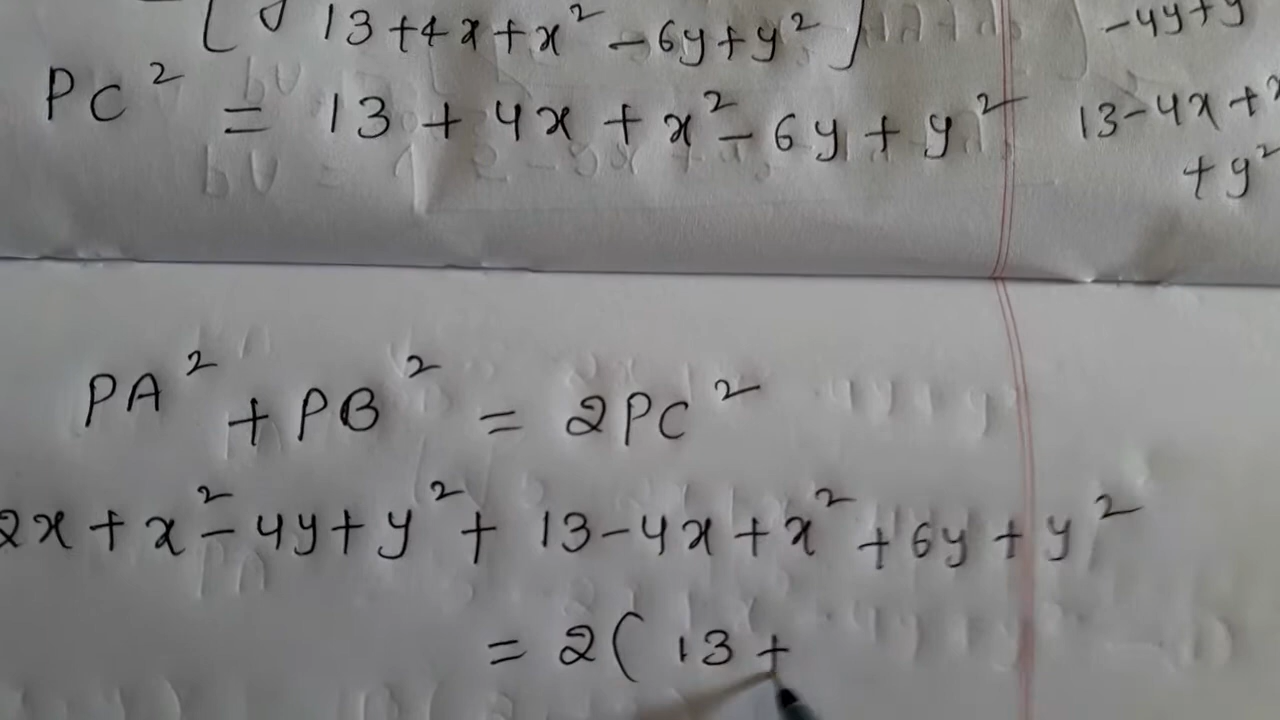 13 + 4x + x² - 6y + y² ]
-4y + y
PC² = 13 + 4x + x² - 6y + y²
13 - 4x +
+ y²
PA² + PB² = 2PC²
2x + x² - 4y + y² + 13 - 4x + x² + 6y + y²
= 2( 13 +